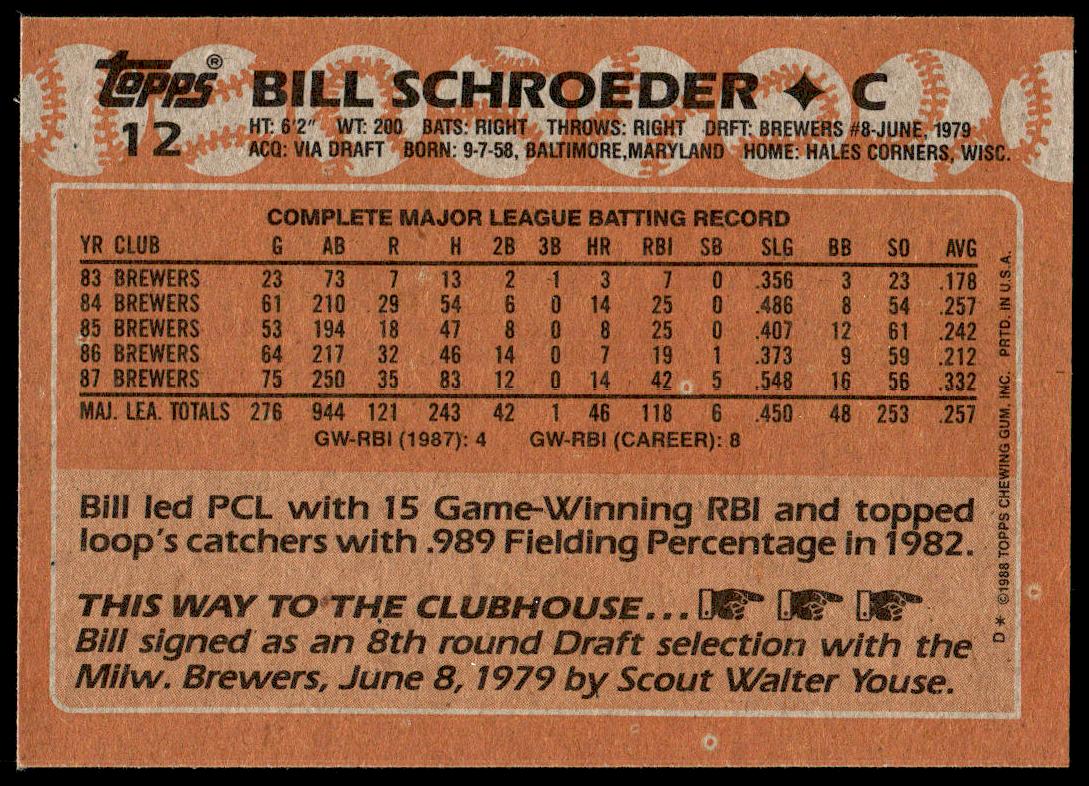 topps® BILL SCHROEDER ✦ C
12 HT: 6'2" WT: 200 BATS: RIGHT THROWS: RIGHT DRFT: BREWERS #8-JUNE, 1979
ACQ: VIA DRAFT BORN: 9-7-58, BALTIMORE, MARYLAND HOME: HALES CORNERS, WISC.
COMPLETE MAJOR LEAGUE BATTING RECORD
YR CLUB G AB R H 2B 3B HR RBI SB SLG BB SO AVG
83 BREWERS 23 73 7 13 2 1 3 7 0 .356 3 23 .178
84 BREWERS 61 210 29 54 6 0 14 25 0 .486 8 54 .257
85 BREWERS 53 194 18 47 8 0 8 25 0 .407 12 61 .242
86 BREWERS 64 217 32 46 14 0 7 19 1 .373 9 59 .212
87 BREWERS 75 250 35 83 12 0 14 42 5 .548 16 56 .332
MAJ. LEA. TOTALS 276 944 121 243 42 1 46 118 6 .450 48 253 .257
GW-RBI (1987): 4 GW-RBI (CAREER): 8
Bill led PCL with 15 Game-Winning RBI and topped
loop's catchers with .989 Fielding Percentage in 1982.
THIS WAY TO THE CLUBHOUSE...
Bill signed as an 8th round Draft selection with the
Milw. Brewers, June 8, 1979 by Scout Walter Youse.
D* ©1988 TOPPS CHEWING GUM, INC. PRTD. IN U.S.A.